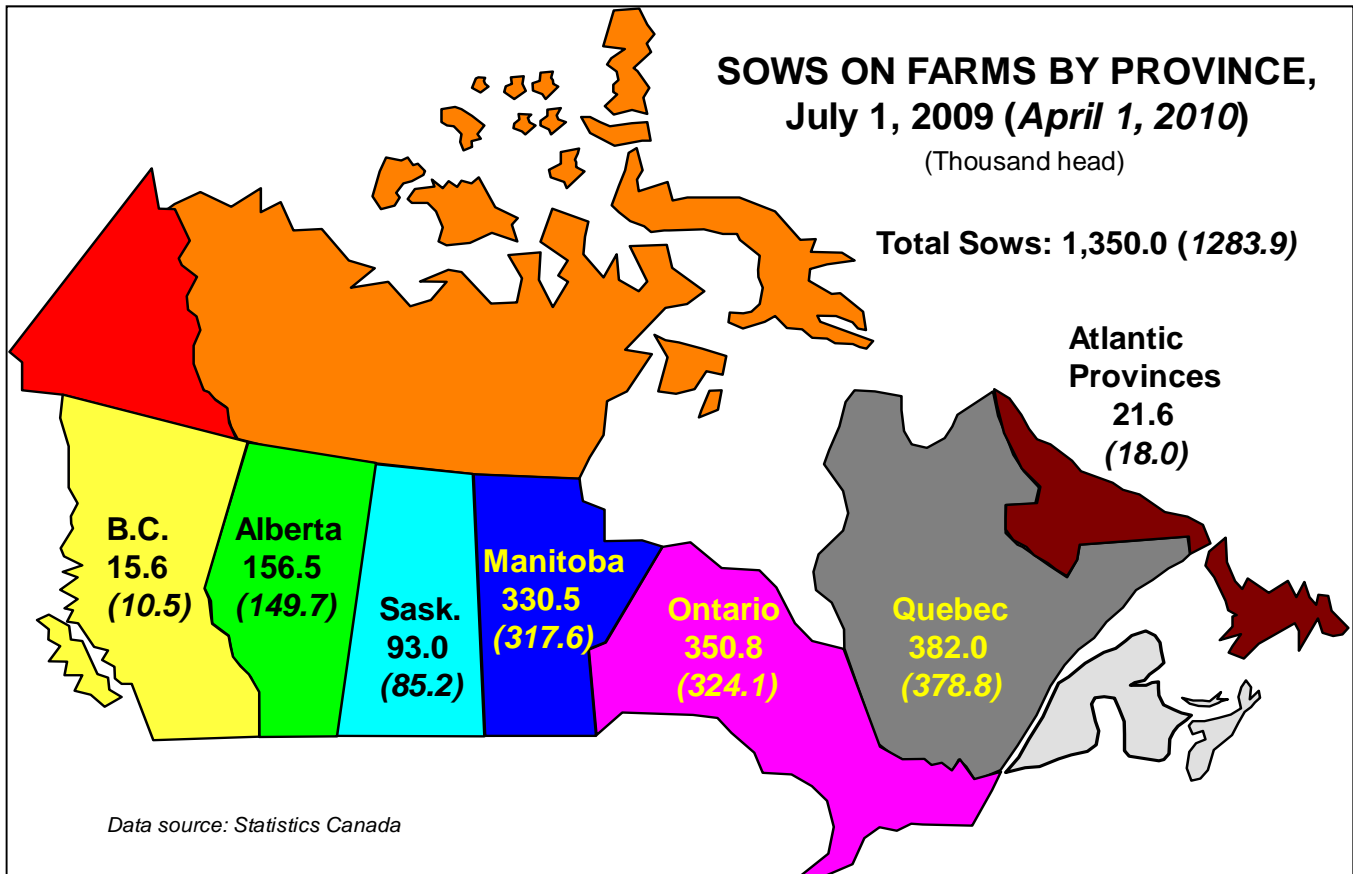 SOWS ON FARMS BY PROVINCE,
July 1, 2009 (April 1, 2010)
(Thousand head)
Total Sows: 1,350.0 (1283.9)
Atlantic
Provinces
21.6
(18.0)
B.C.
15.6
(10.5)
Alberta
156.5
(149.7)
Sask.
93.0
(85.2)
Manitoba
330.5
(317.6)
Ontario
350.8
(324.1)
Quebec
382.0
(378.8)
Data source: Statistics Canada